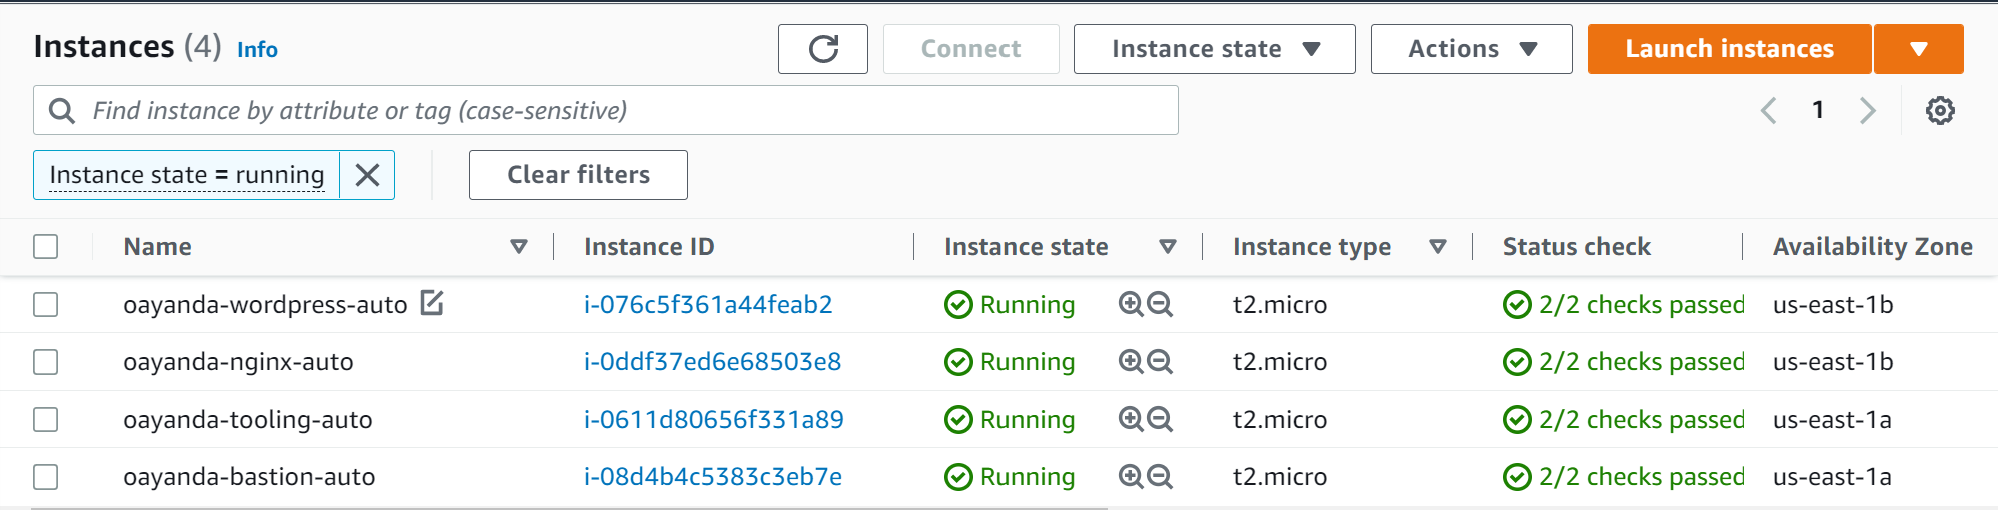 Instances (4) Info Connect Instance state Actions Launch instances
Find instance by attribute or tag (case-sensitive) 1
Instance state = running Clear filters
Name Instance ID Instance state Instance type Status check Availability Zone
oayanda-wordpress-auto i-076c5f361a44feab2 Running t2.micro 2/2 checks passed us-east-1b
oayanda-nginx-auto i-0ddf37ed6e68503e8 Running t2.micro 2/2 checks passed us-east-1b
oayanda-tooling-auto i-0611d80656f331a89 Running t2.micro 2/2 checks passed us-east-1a
oayanda-bastion-auto i-08d4b4c5383c3eb7e Running t2.micro 2/2 checks passed us-east-1a